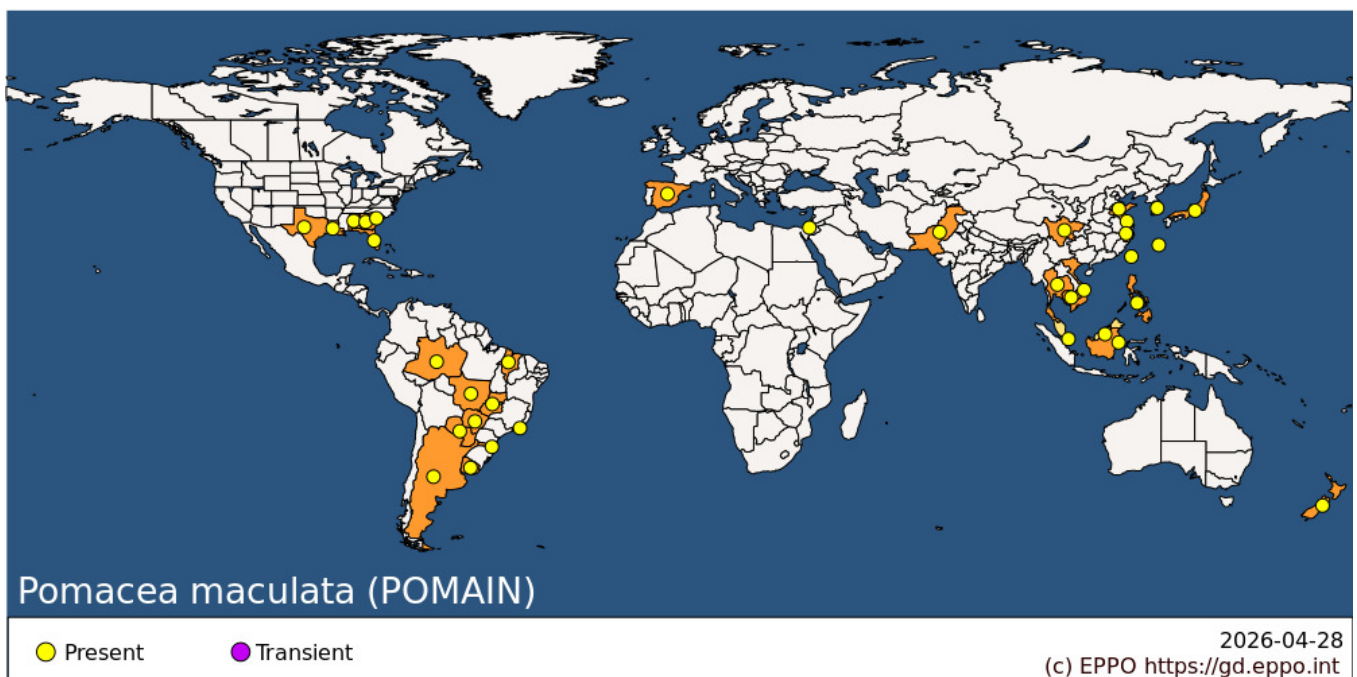 Pomacea maculata (POMAIN)
Present
Transient
2026-04-28
(c) EPPO https://gd.eppo.int